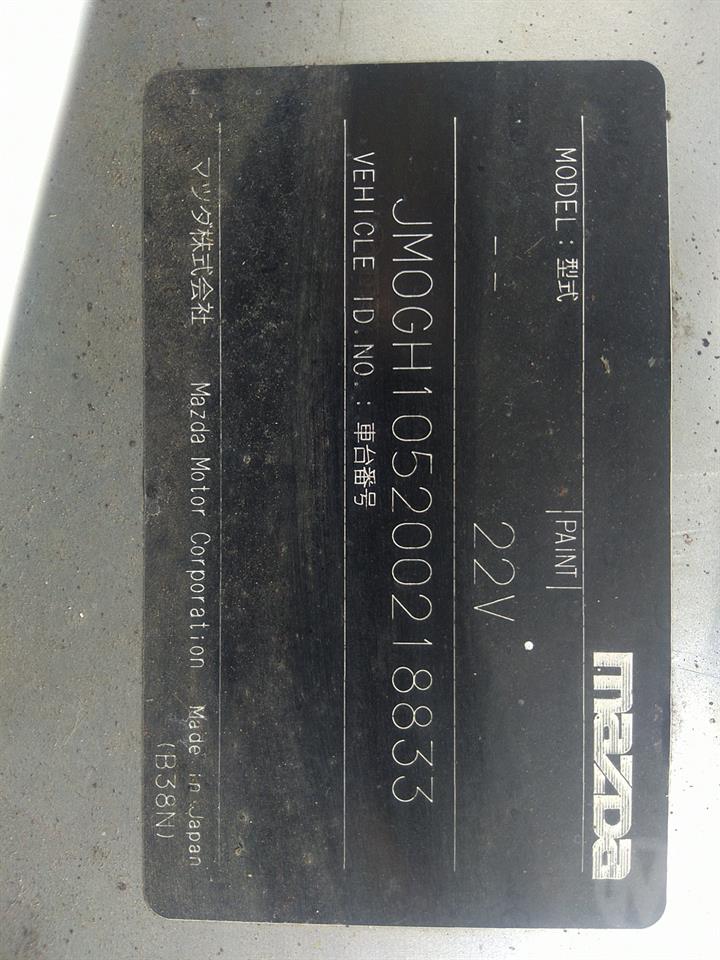 mazda
MODEL:型式 PAINT
-- 22V
JM0GH105200218833
VEHICLE ID.NO.:車台番号
マツダ株式会社 Mazda Motor Corporation Made in Japan
(B38N)